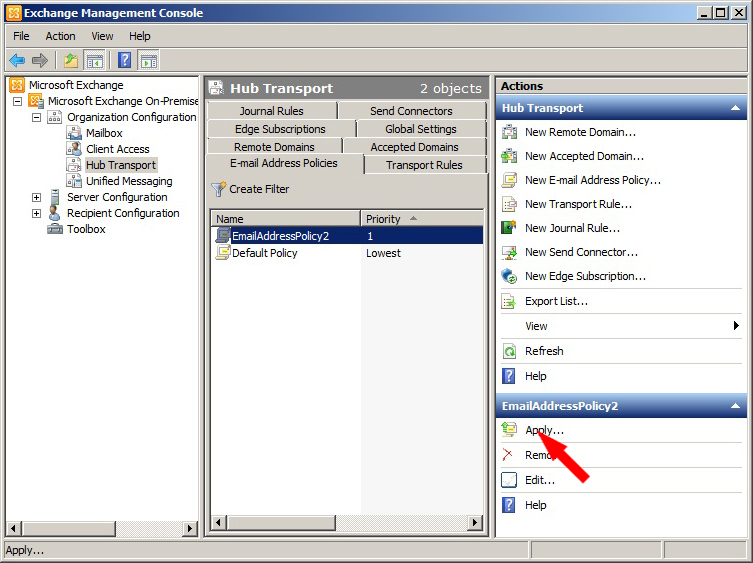 Exchange Management Console
File Action View Help
Microsoft Exchange
Microsoft Exchange On-Premise
Organization Configuration
Mailbox
Client Access
Hub Transport
Unified Messaging
Server Configuration
Recipient Configuration
Toolbox
Hub Transport 2 objects
Journal Rules Send Connectors
Edge Subscriptions Global Settings
Remote Domains Accepted Domains
E-mail Address Policies Transport Rules
Create Filter
Name Priority
EmailAddressPolicy2 1
Default Policy Lowest
Actions
Hub Transport
New Remote Domain...
New Accepted Domain...
New E-mail Address Policy...
New Transport Rule...
New Journal Rule...
New Send Connector...
New Edge Subscription...
Export List...
View
Refresh
Help
EmailAddressPolicy2
Apply...
Remo
Edit...
Help
Apply...